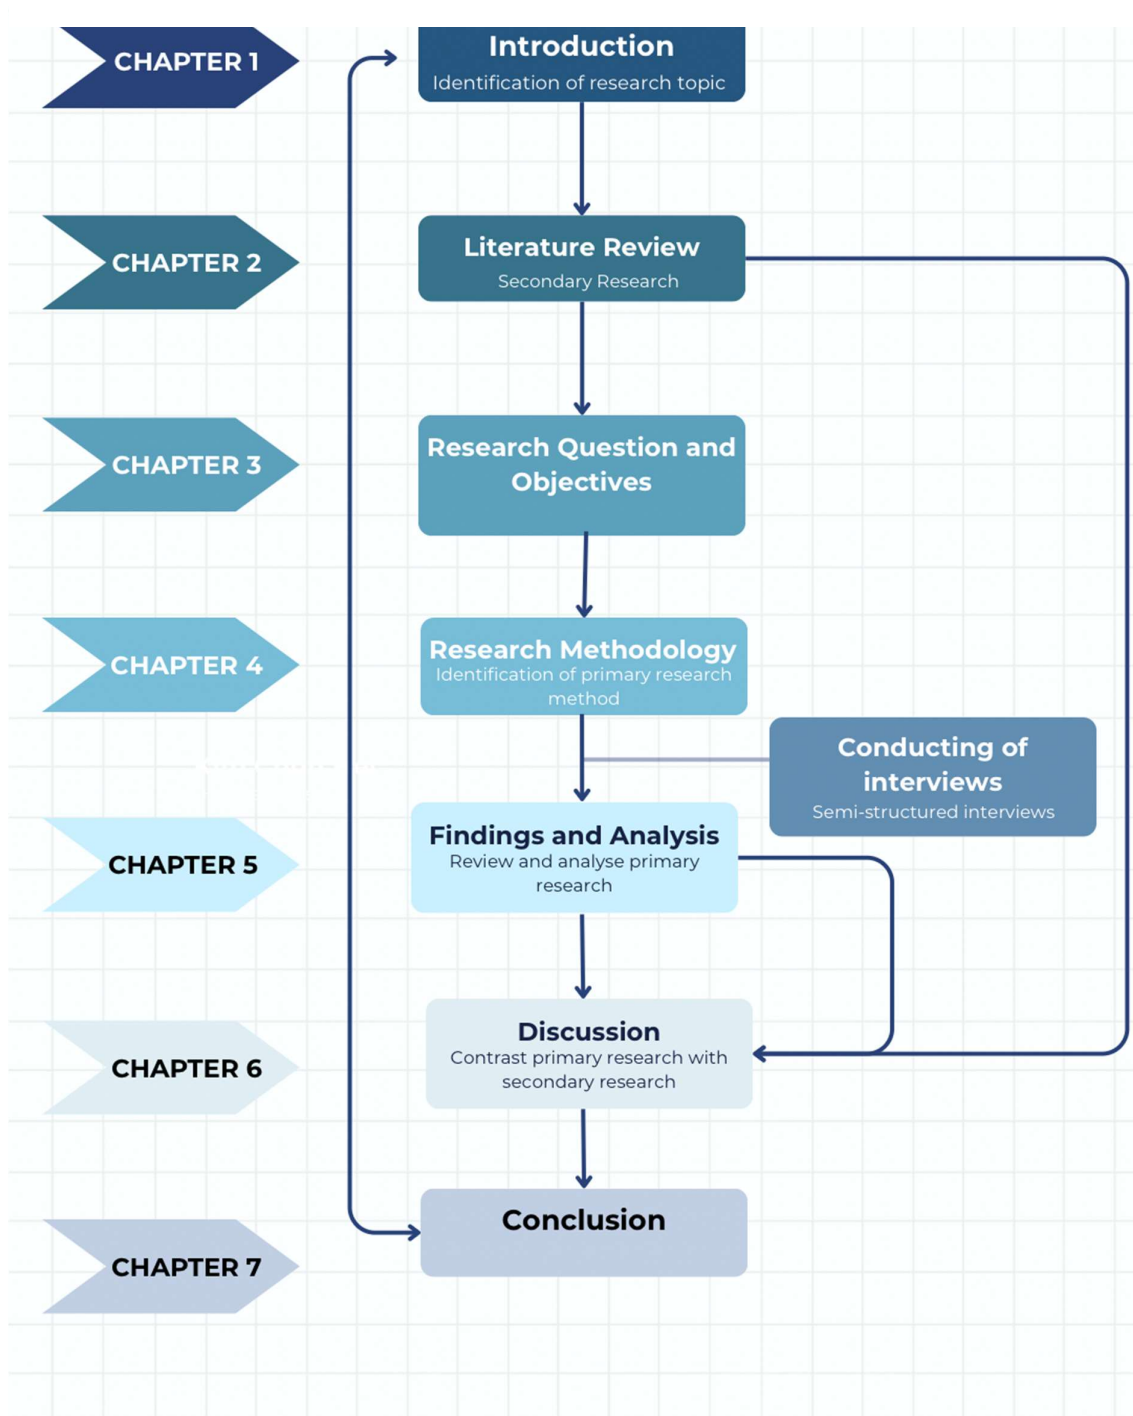 CHAPTER 1
Introduction
Identification of research topic
CHAPTER 2
Literature Review
Secondary Research
CHAPTER 3
Research Question and
Objectives
CHAPTER 4
Research Methodology
Identification of primary research
method
Conducting of
interviews
Semi-structured interviews
CHAPTER 5
Findings and Analysis
Review and analyse primary
research
CHAPTER 6
Discussion
Contrast primary research with
secondary research
CHAPTER 7
Conclusion